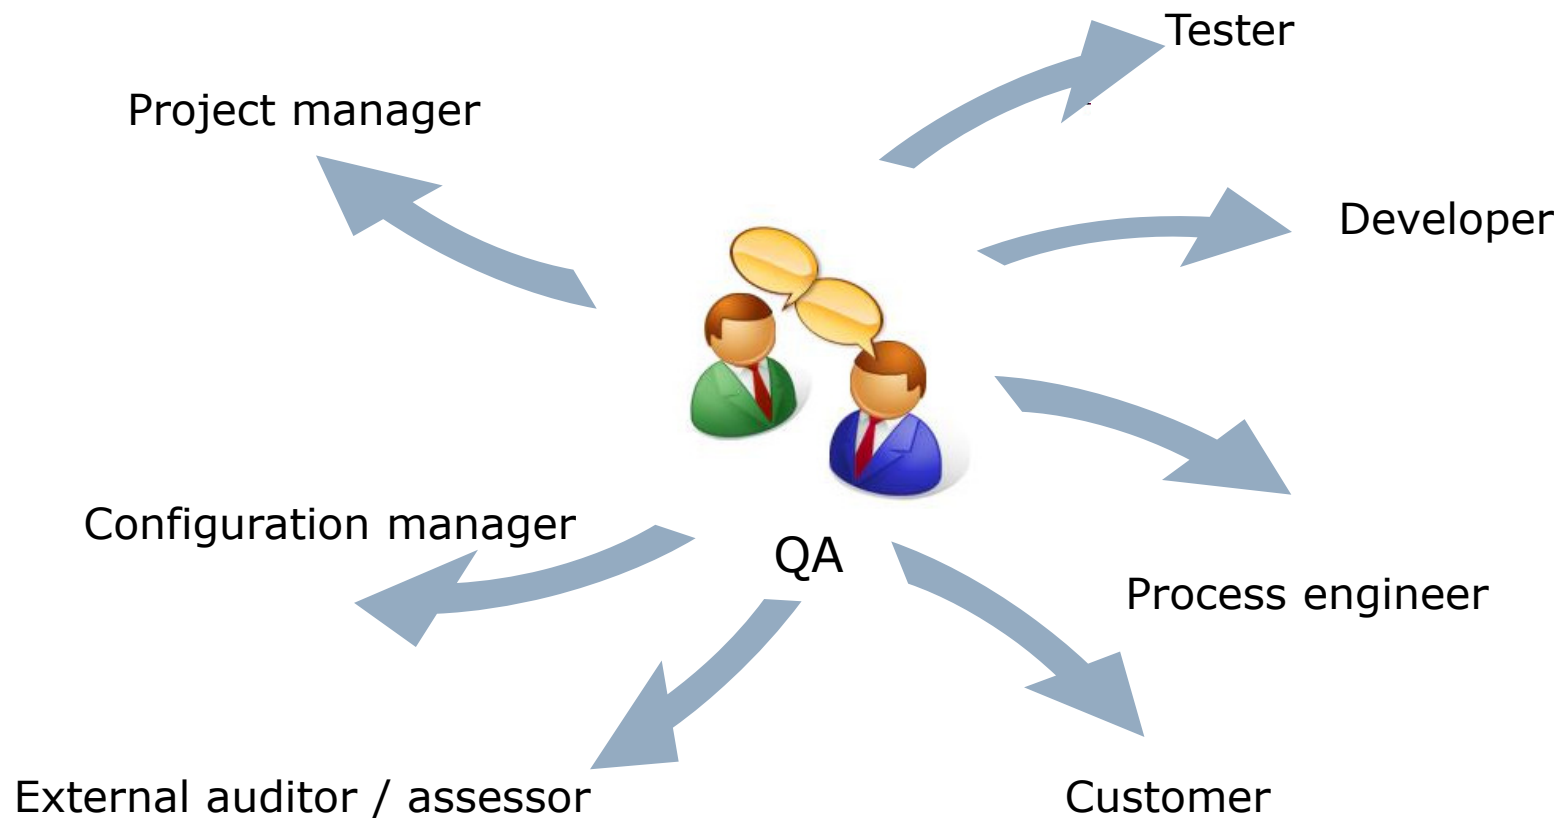 Tester
Project manager
Developer
Configuration manager
QA
Process engineer
External auditor / assessor
Customer